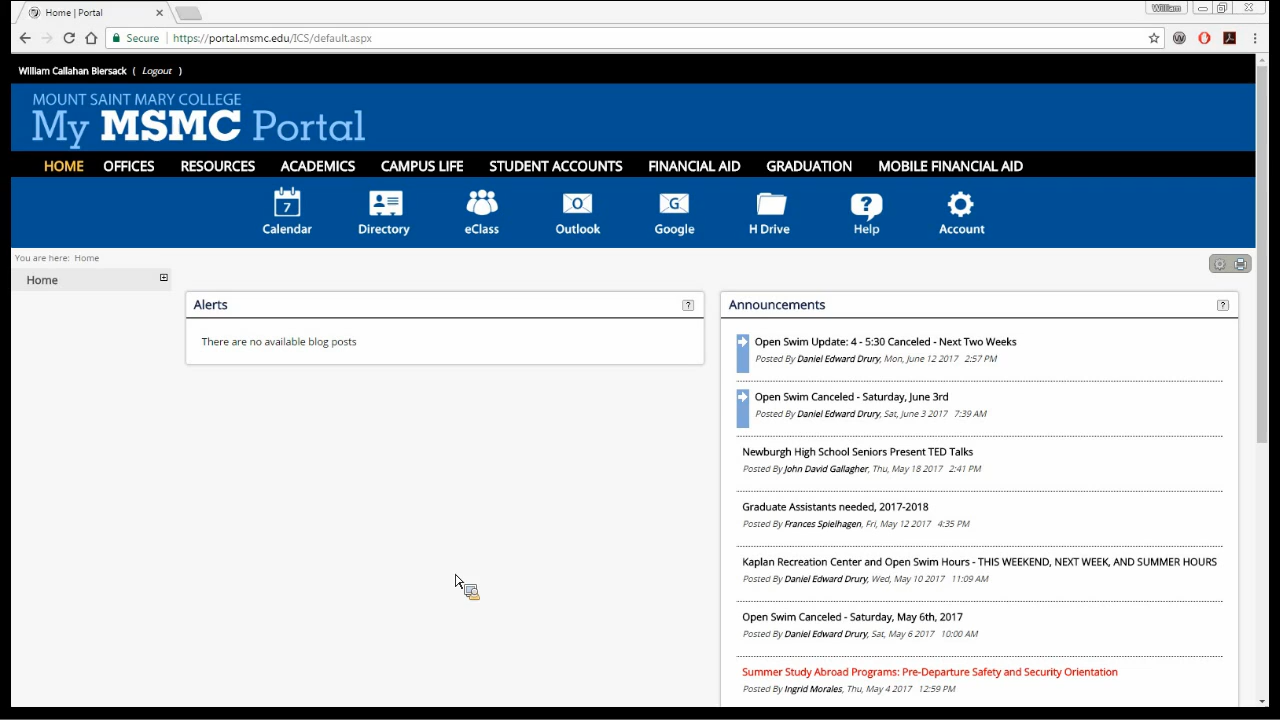 Home | Portal
William
Secure https://portal.msmc.edu/ICS/default.aspx
William Callahan Biersack ( Logout )
MOUNT SAINT MARY COLLEGE
My MSMC Portal
HOME OFFICES RESOURCES ACADEMICS CAMPUS LIFE STUDENT ACCOUNTS FINANCIAL AID GRADUATION MOBILE FINANCIAL AID
7 O G ?
Calendar Directory eClass Outlook Google H Drive Help Account
You are here: Home
Home
Alerts ?
There are no available blog posts
Announcements ?
Open Swim Update: 4 - 5:30 Canceled - Next Two Weeks
Posted By Daniel Edward Drury, Mon, June 12 2017 2:57 PM
Open Swim Canceled - Saturday, June 3rd
Posted By Daniel Edward Drury, Sat, June 3 2017 7:39 AM
Newburgh High School Seniors Present TED Talks
Posted By John David Gallagher, Thu, May 18 2017 2:41 PM
Graduate Assistants needed, 2017-2018
Posted By Frances Spielhagen, Fri, May 12 2017 4:35 PM
Kaplan Recreation Center and Open Swim Hours - THIS WEEKEND, NEXT WEEK, AND SUMMER HOURS
Posted By Daniel Edward Drury, Wed, May 10 2017 11:09 AM
Open Swim Canceled - Saturday, May 6th, 2017
Posted By Daniel Edward Drury, Sat, May 6 2017 10:00 AM
Summer Study Abroad Programs: Pre-Departure Safety and Security Orientation
Posted By Ingrid Morales, Thu, May 4 2017 12:59 PM